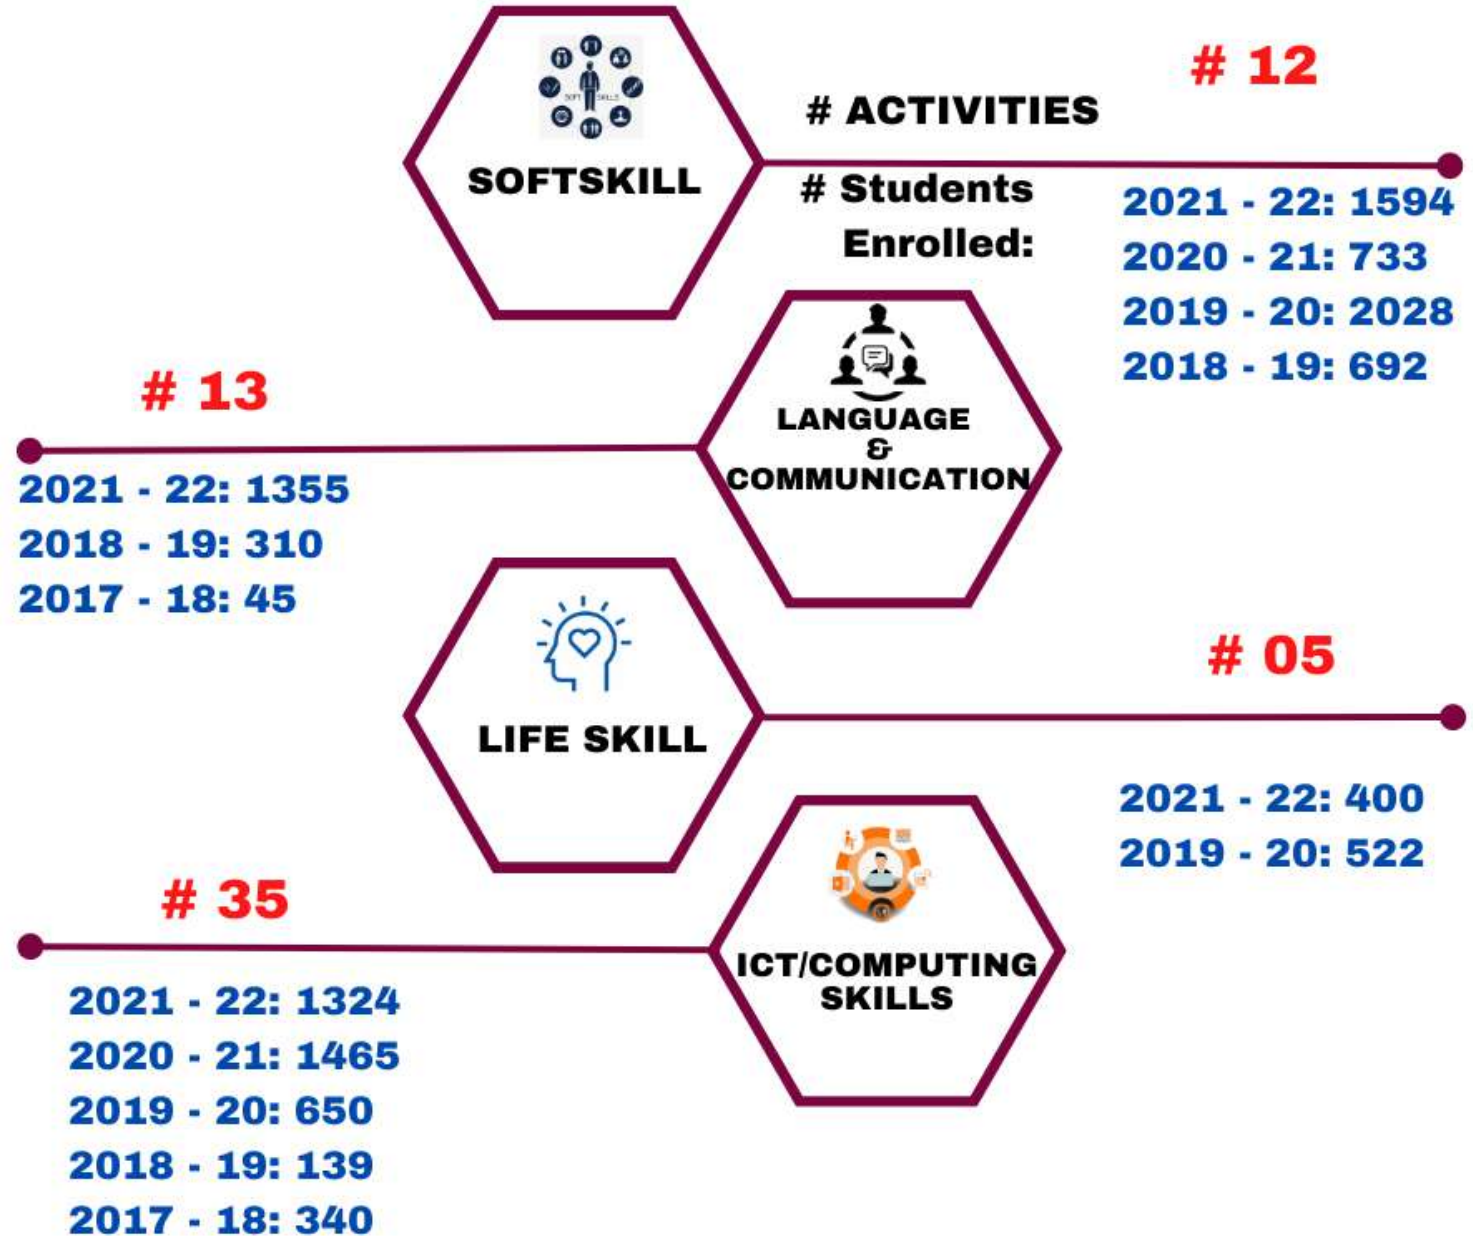 SOFT SKILLS
SOFTSKILL
# ACTIVITIES
# 12
# Students
Enrolled:
2021 - 22: 1594
2020 - 21: 733
2019 - 20: 2028
2018 - 19: 692
LANGUAGE
&
COMMUNICATION
# 13
2021 - 22: 1355
2018 - 19: 310
2017 - 18: 45
LIFE SKILL
# 05
2021 - 22: 400
2019 - 20: 522
ICT/COMPUTING
SKILLS
# 35
2021 - 22: 1324
2020 - 21: 1465
2019 - 20: 650
2018 - 19: 139
2017 - 18: 340